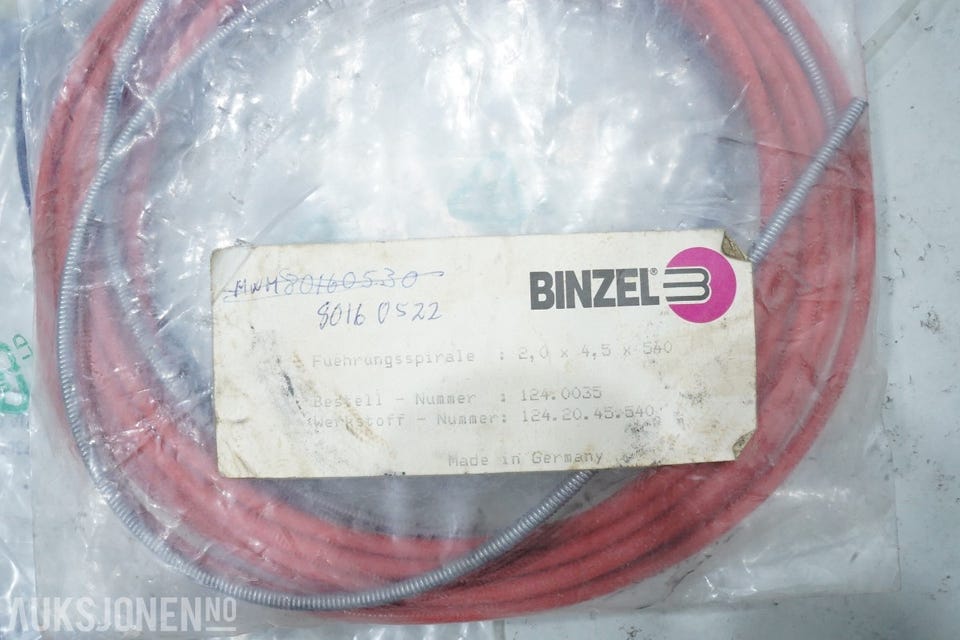 MWM80160530
80160522
BINZEL®
Fuehrungsspirale : 2,0 x 4,5 x 540
Bestell - Nummer : 124.0035
Werkstoff - Nummer: 124.20.45.540
Made in Germany
AUKSJONEN.NO